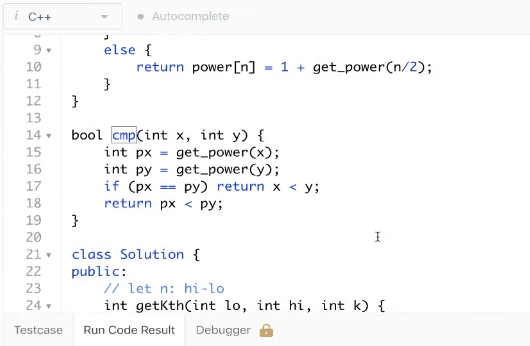 i C++ Autocomplete
8 }
9 else {
10 return power[n] = 1 + get_power(n/2);
11 }
12 }
13
14 bool cmp(int x, int y) {
15 int px = get_power(x);
16 int py = get_power(y);
17 if (px == py) return x < y;
18 return px < py;
19 }
20
21 class Solution {
22 public:
23 // let n: hi-lo
24 int getKth(int lo, int hi, int k) {
Testcase Run Code Result Debugger